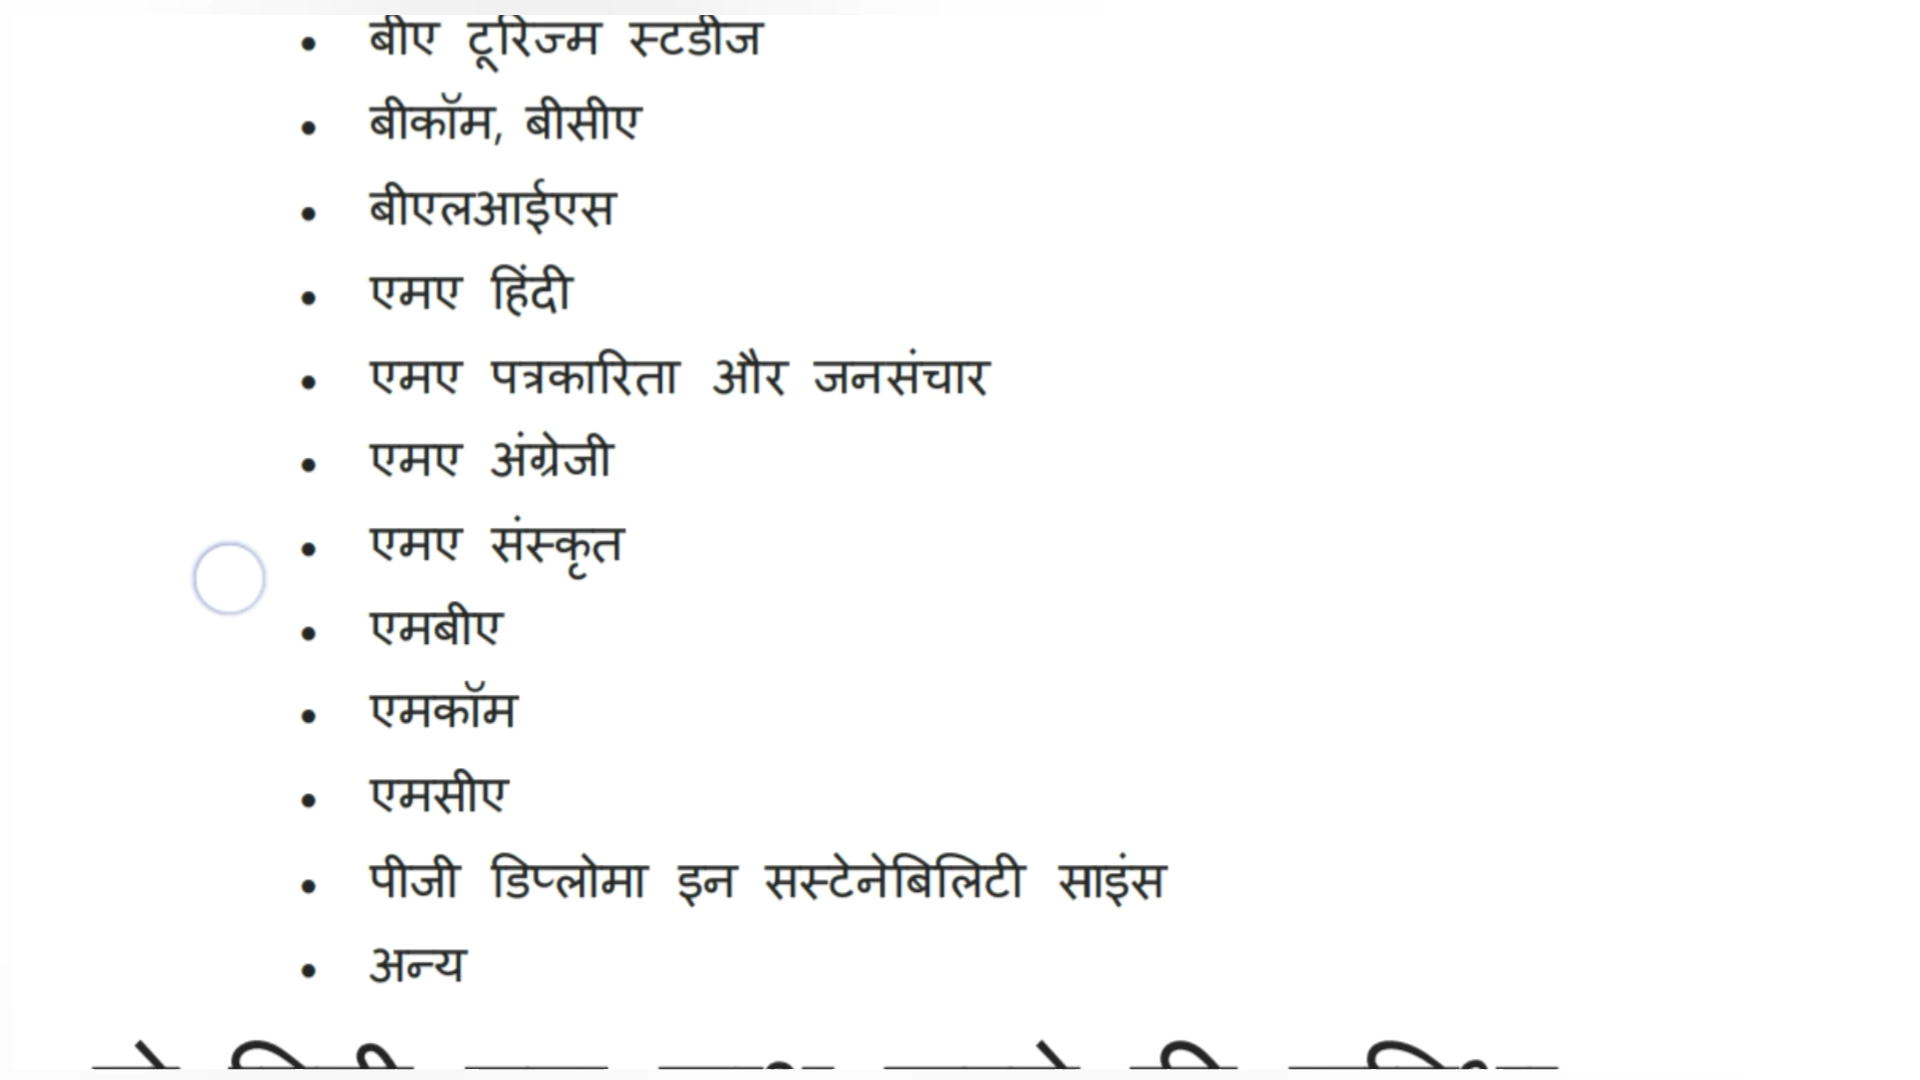 • बीए टूरिज्म स्टडीज
• बीकॉम, बीसीए
• बीएलआईएस
• एमए हिंदी
• एमए पत्रकारिता और जनसंचार
• एमए अंग्रेजी
• एमए संस्कृत
• एमबीए
• एमकॉम
• एमसीए
• पीजी डिप्लोमा इन सस्टेनेबिलिटी साइंस
• अन्य